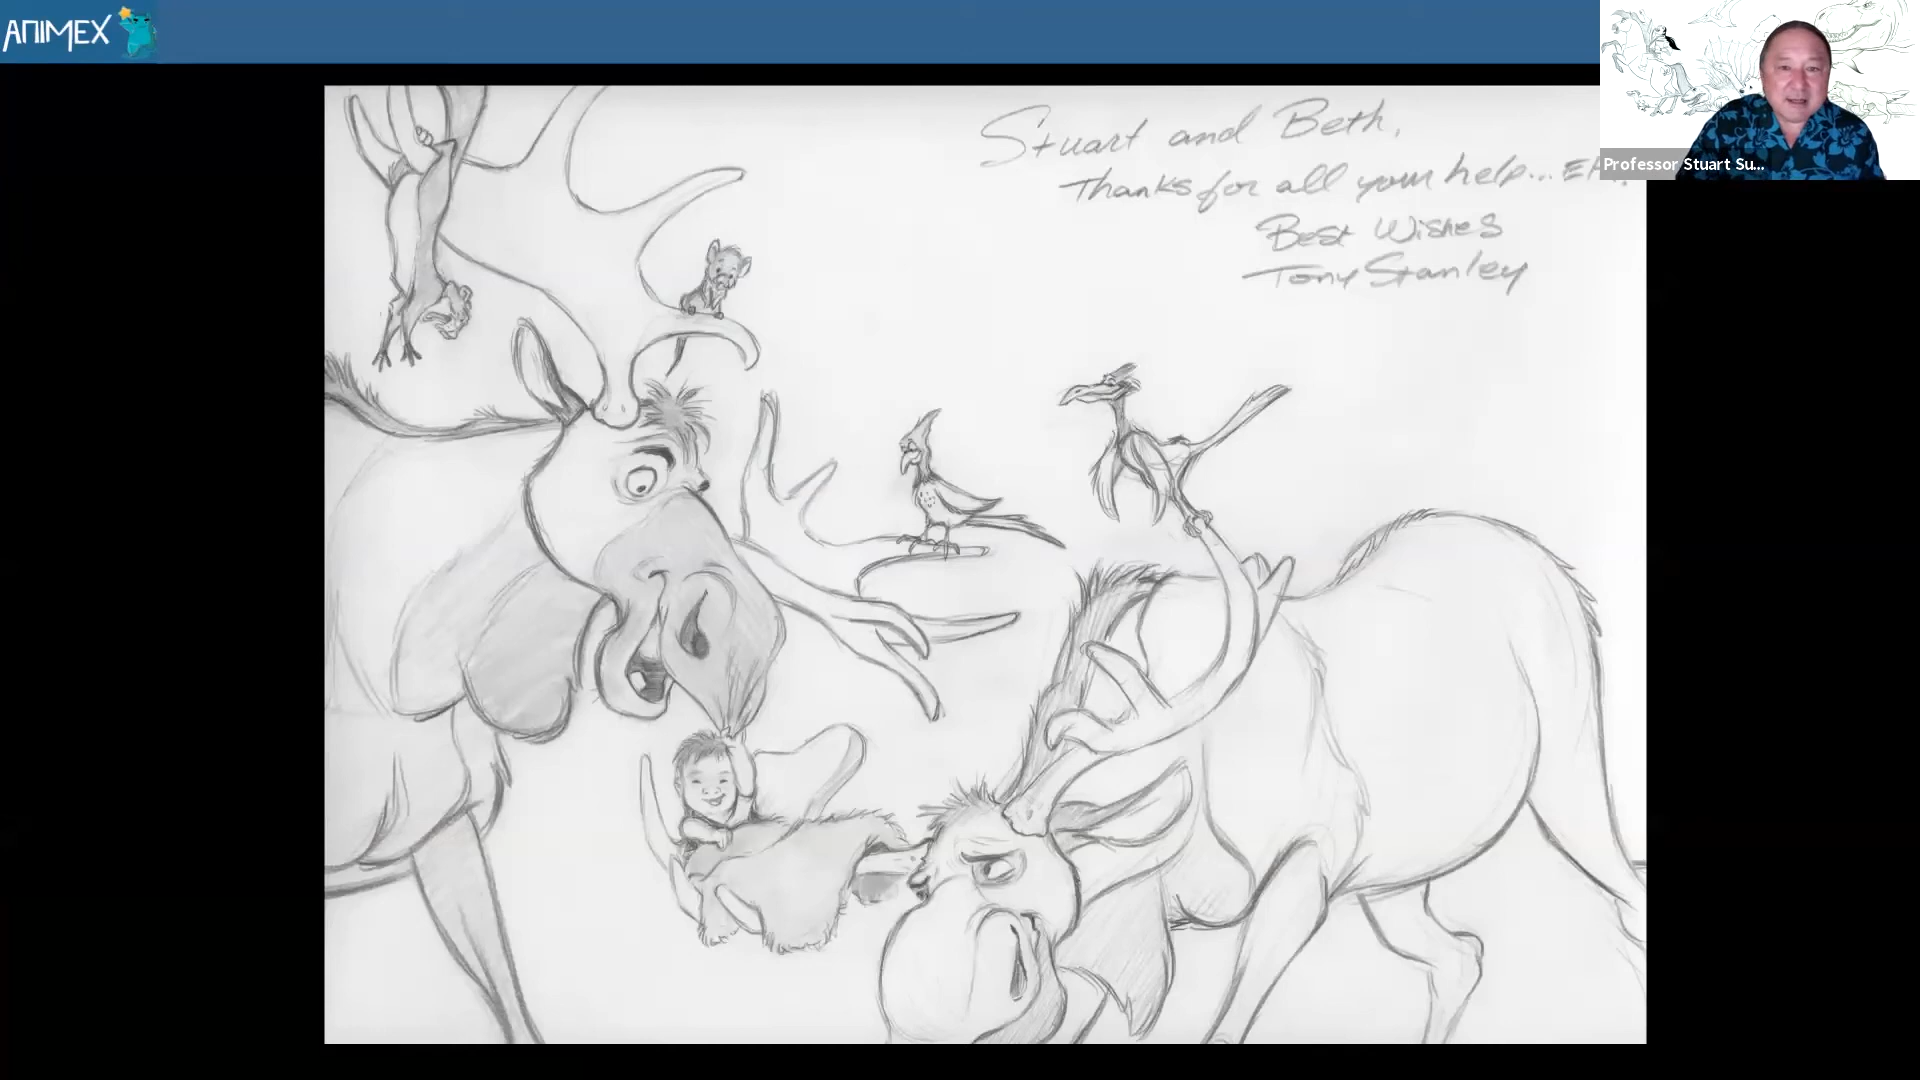 ANIMEX
Stuart and Beth,
Thanks for all your help...
Best Wishes
Tony Stanley
Professor Stuart Su...